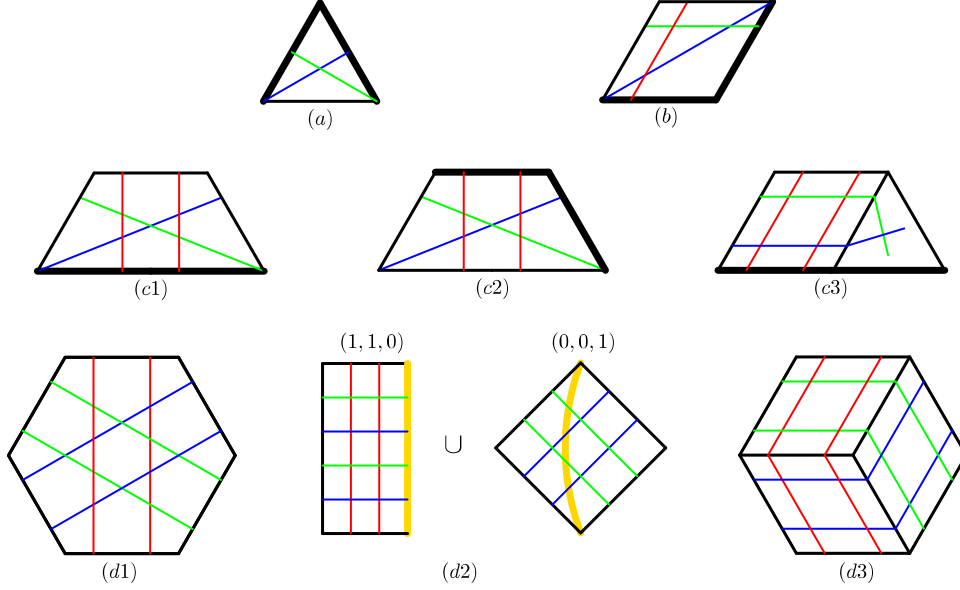 (a)
(b)
(c1)
(c2)
(c3)
(1, 1, 0)
(0, 0, 1)
∪
(d1)
(d2)
(d3)